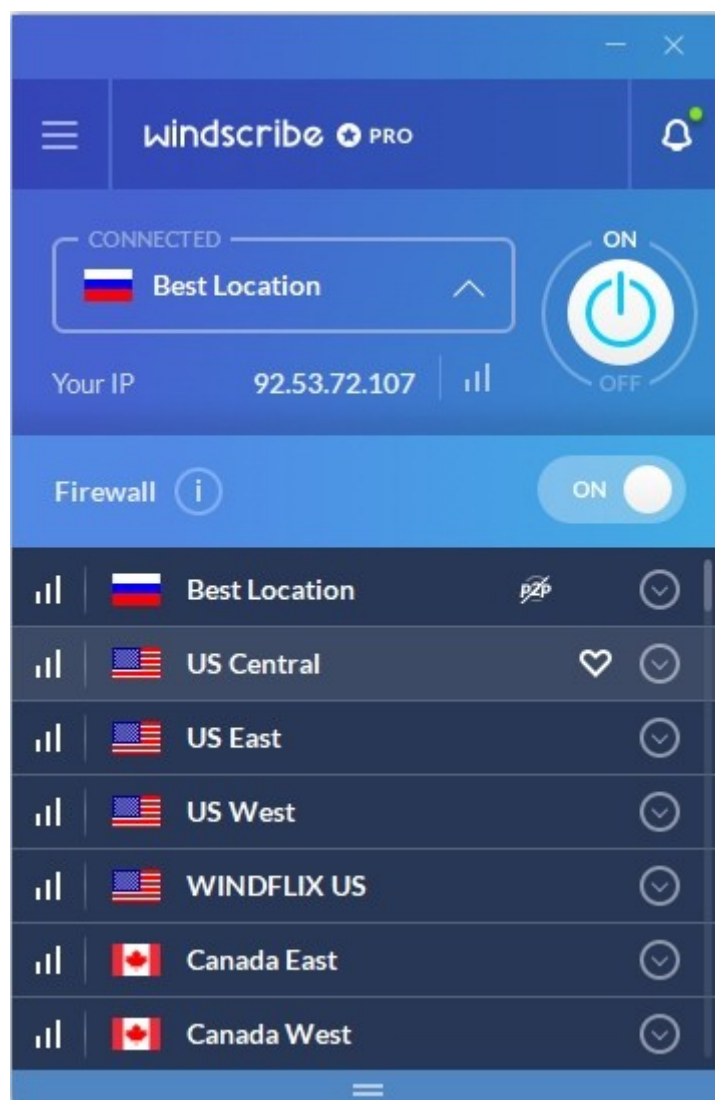 windscribe PRO
CONNECTED
Best Location
ON
OFF
Your IP 92.53.72.107
Firewall i ON
Best Location P2P
US Central
US East
US West
WINDFLIX US
Canada East
Canada West